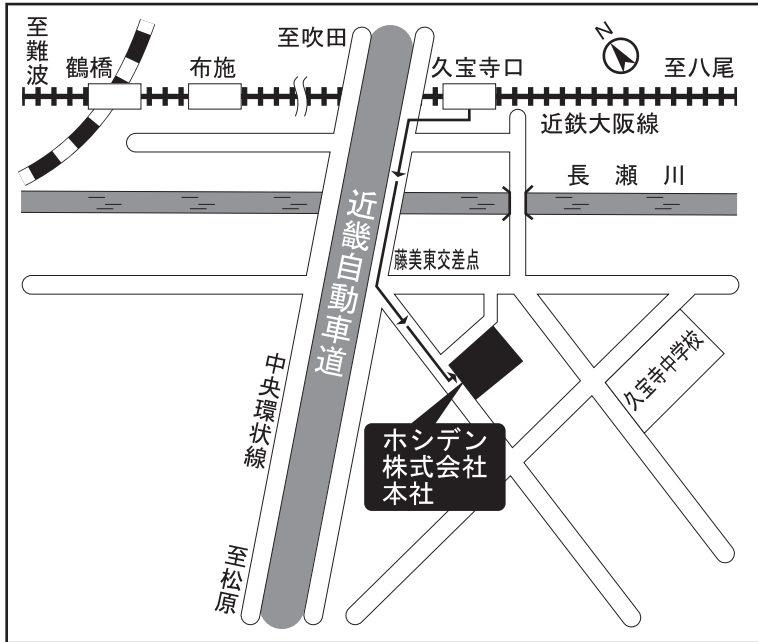 至難波
鶴橋
布施
至吹田
久宝寺口
N
至八尾
近鉄大阪線
長瀬川
近畿自動車道
藤美東交差点
中央環状線
久宝寺中学校
ホシデン
株式会社
本社
至松原